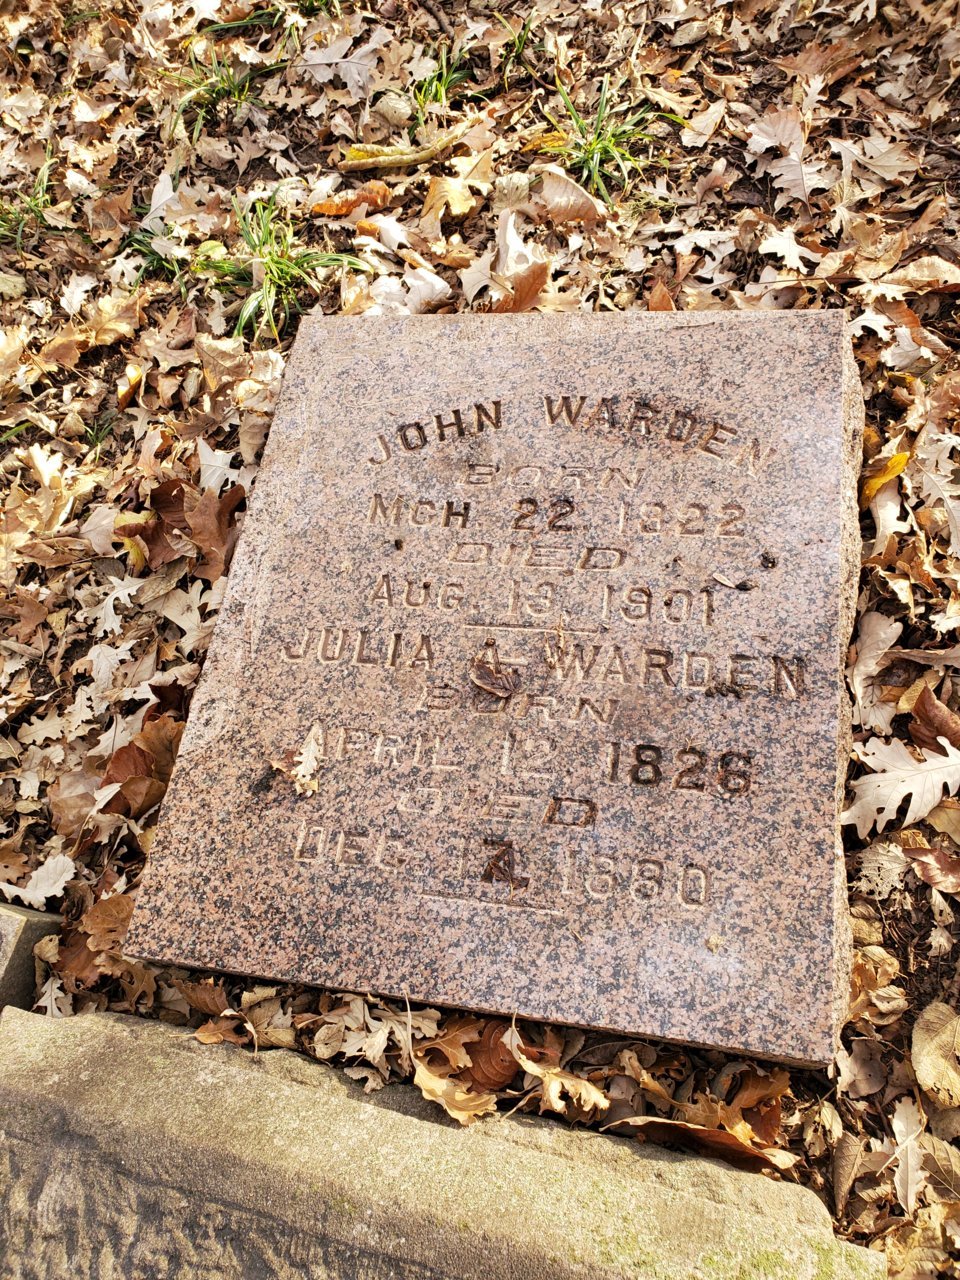 JOHN WARDEN
BORN
MCH. 22. 1822
DIED
AUG. 13. 1901
JULIA A. WARDEN
BORN
APRIL 12 1826
DIED
DEC. 17. 1880